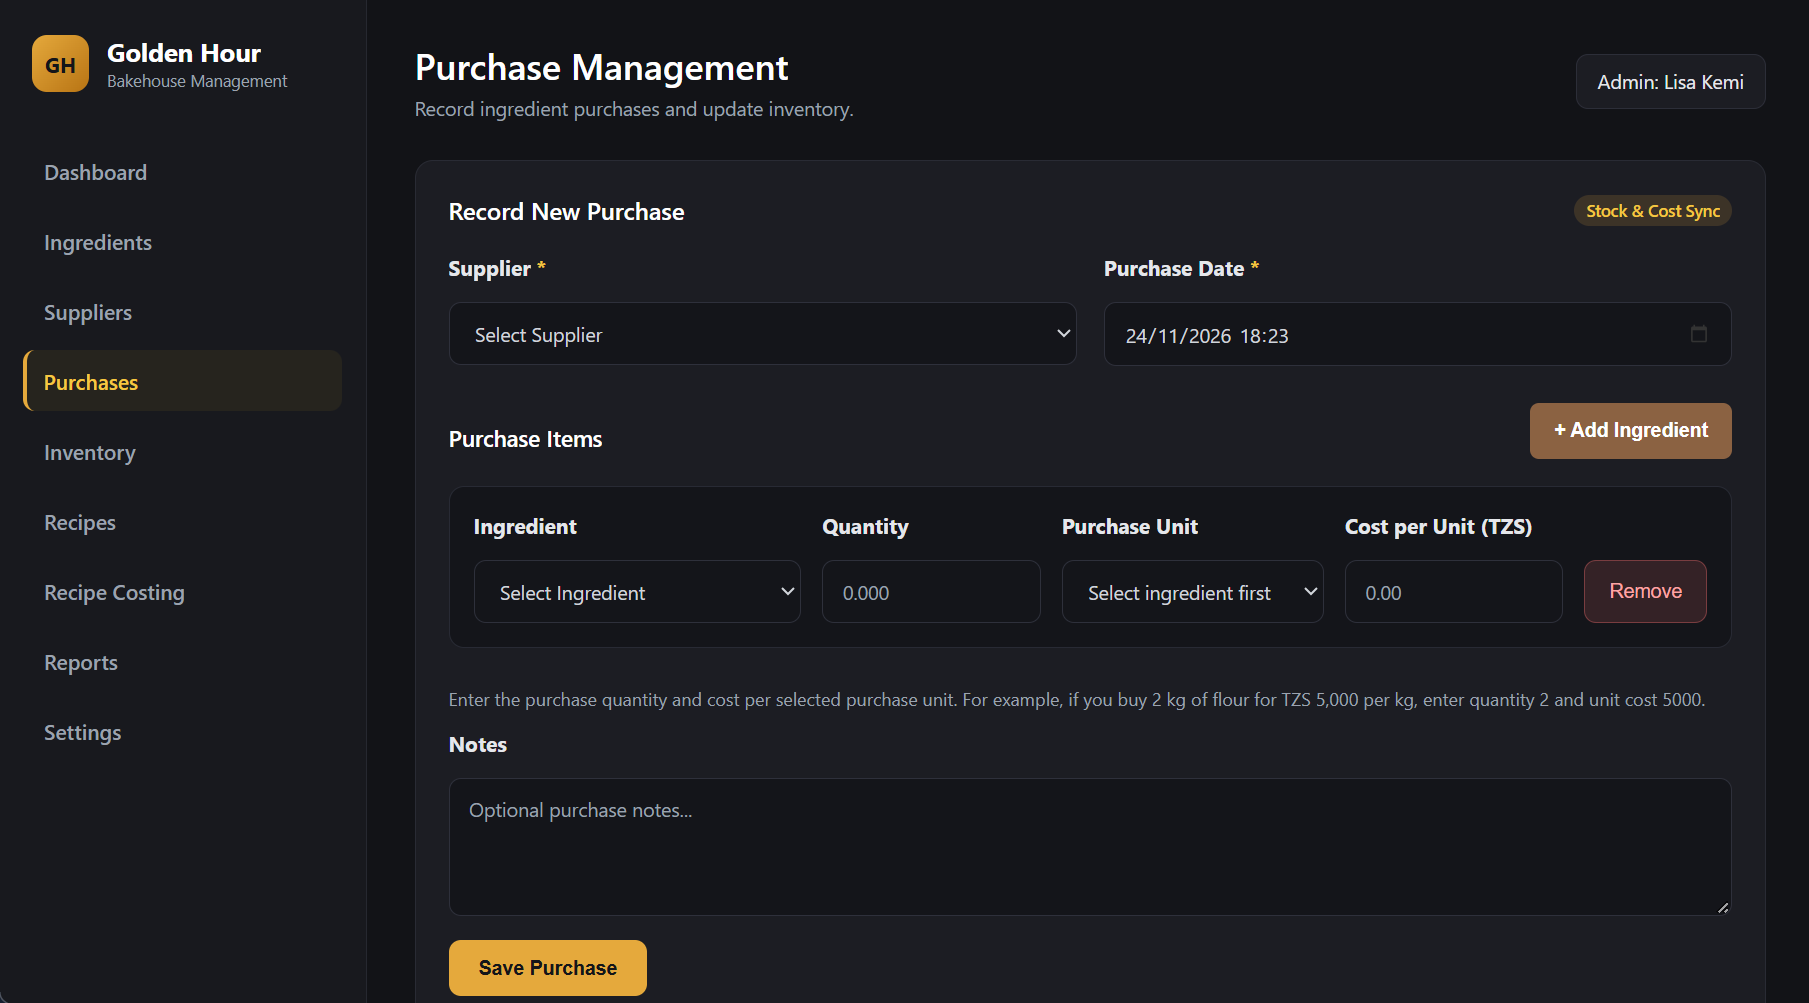 GH
Golden Hour
Bakehouse Management
Dashboard
Ingredients
Suppliers
Purchases
Inventory
Recipes
Recipe Costing
Reports
Settings
Purchase Management
Record ingredient purchases and update inventory.
Admin: Lisa Kemi
Record New Purchase
Stock & Cost Sync
Supplier *
Select Supplier
Purchase Date *
24/11/2026 18:23
Purchase Items
+ Add Ingredient
Ingredient
Select Ingredient
Quantity
0.000
Purchase Unit
Select ingredient first
Cost per Unit (TZS)
0.00
Remove
Enter the purchase quantity and cost per selected purchase unit. For example, if you buy 2 kg of flour for TZS 5,000 per kg, enter quantity 2 and unit cost 5000.
Notes
Optional purchase notes...
Save Purchase